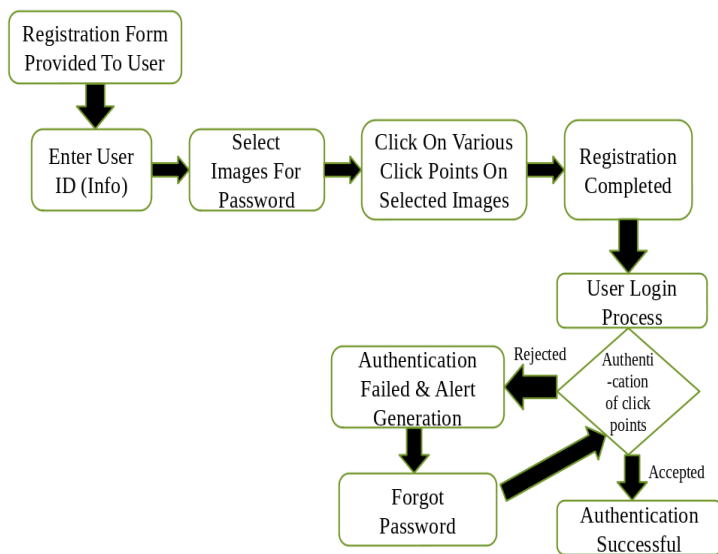 Registration Form
Provided To User
Enter User
ID (Info)
Select
Images For
Password
Click On Various
Click Points On
Selected Images
Registration
Completed
User Login
Process
Authenti
-cation
of click
points
Rejected
Authentication
Failed & Alert
Generation
Forgot
Password
Accepted
Authentication
Successful